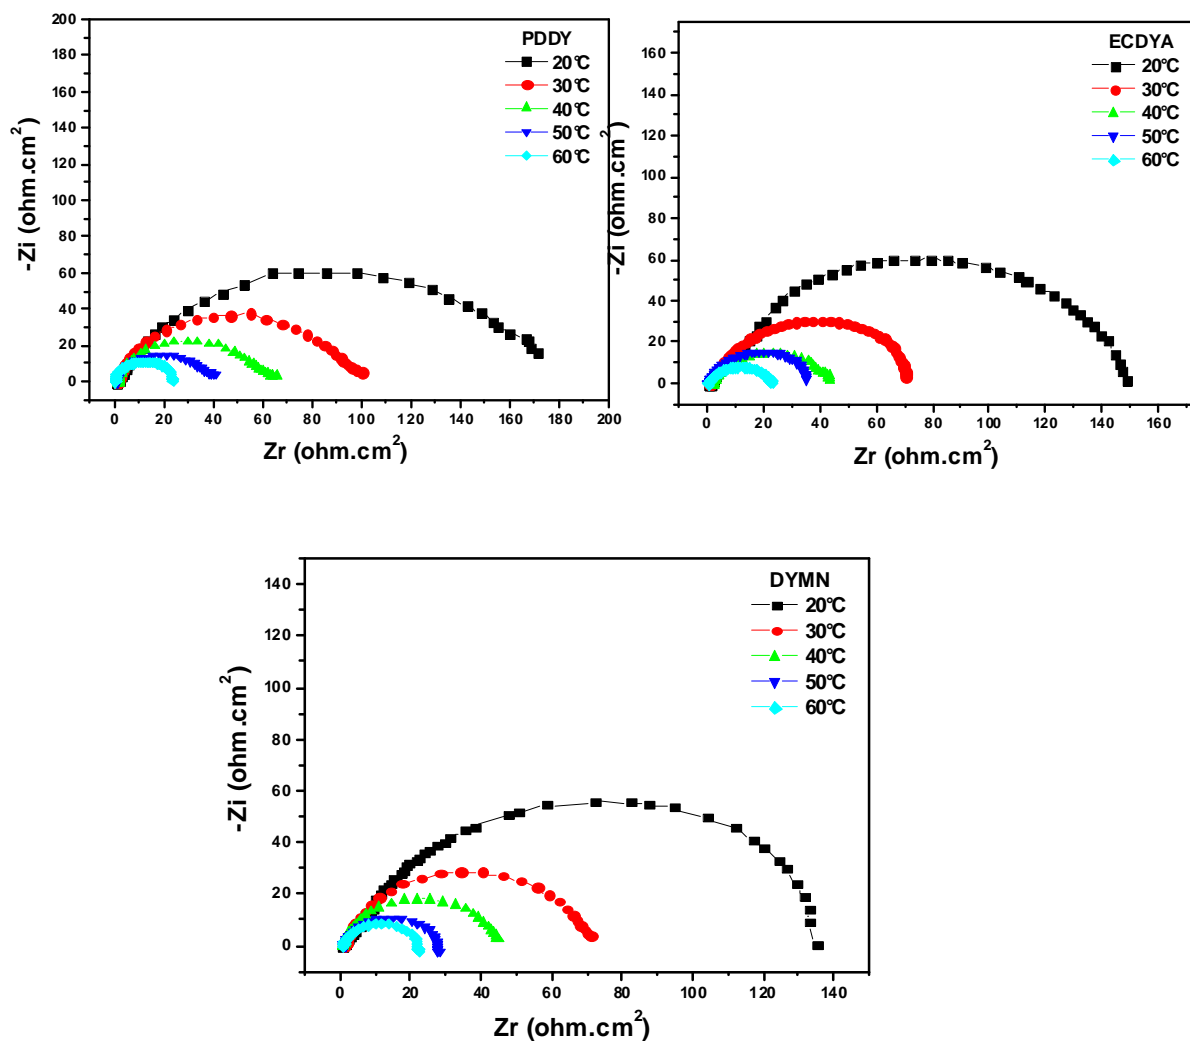 PDDY
20°C
30°C
40°C
50°C
60°C
200
180
160
140
120
100
80
60
40
20
0
0 20 40 60 80 100 120 140 160 180 200
-Zi (ohm.cm²)
Zr (ohm.cm²)
ECDYA
20°C
30°C
40°C
50°C
60°C
160
140
120
100
80
60
40
20
0
0 20 40 60 80 100 120 140 160
-Zi (ohm.cm²)
Zr (ohm.cm²)
DYMN
20°C
30°C
40°C
50°C
60°C
140
120
100
80
60
40
20
0
0 20 40 60 80 100 120 140
-Zi (ohm.cm²)
Zr (ohm.cm²)